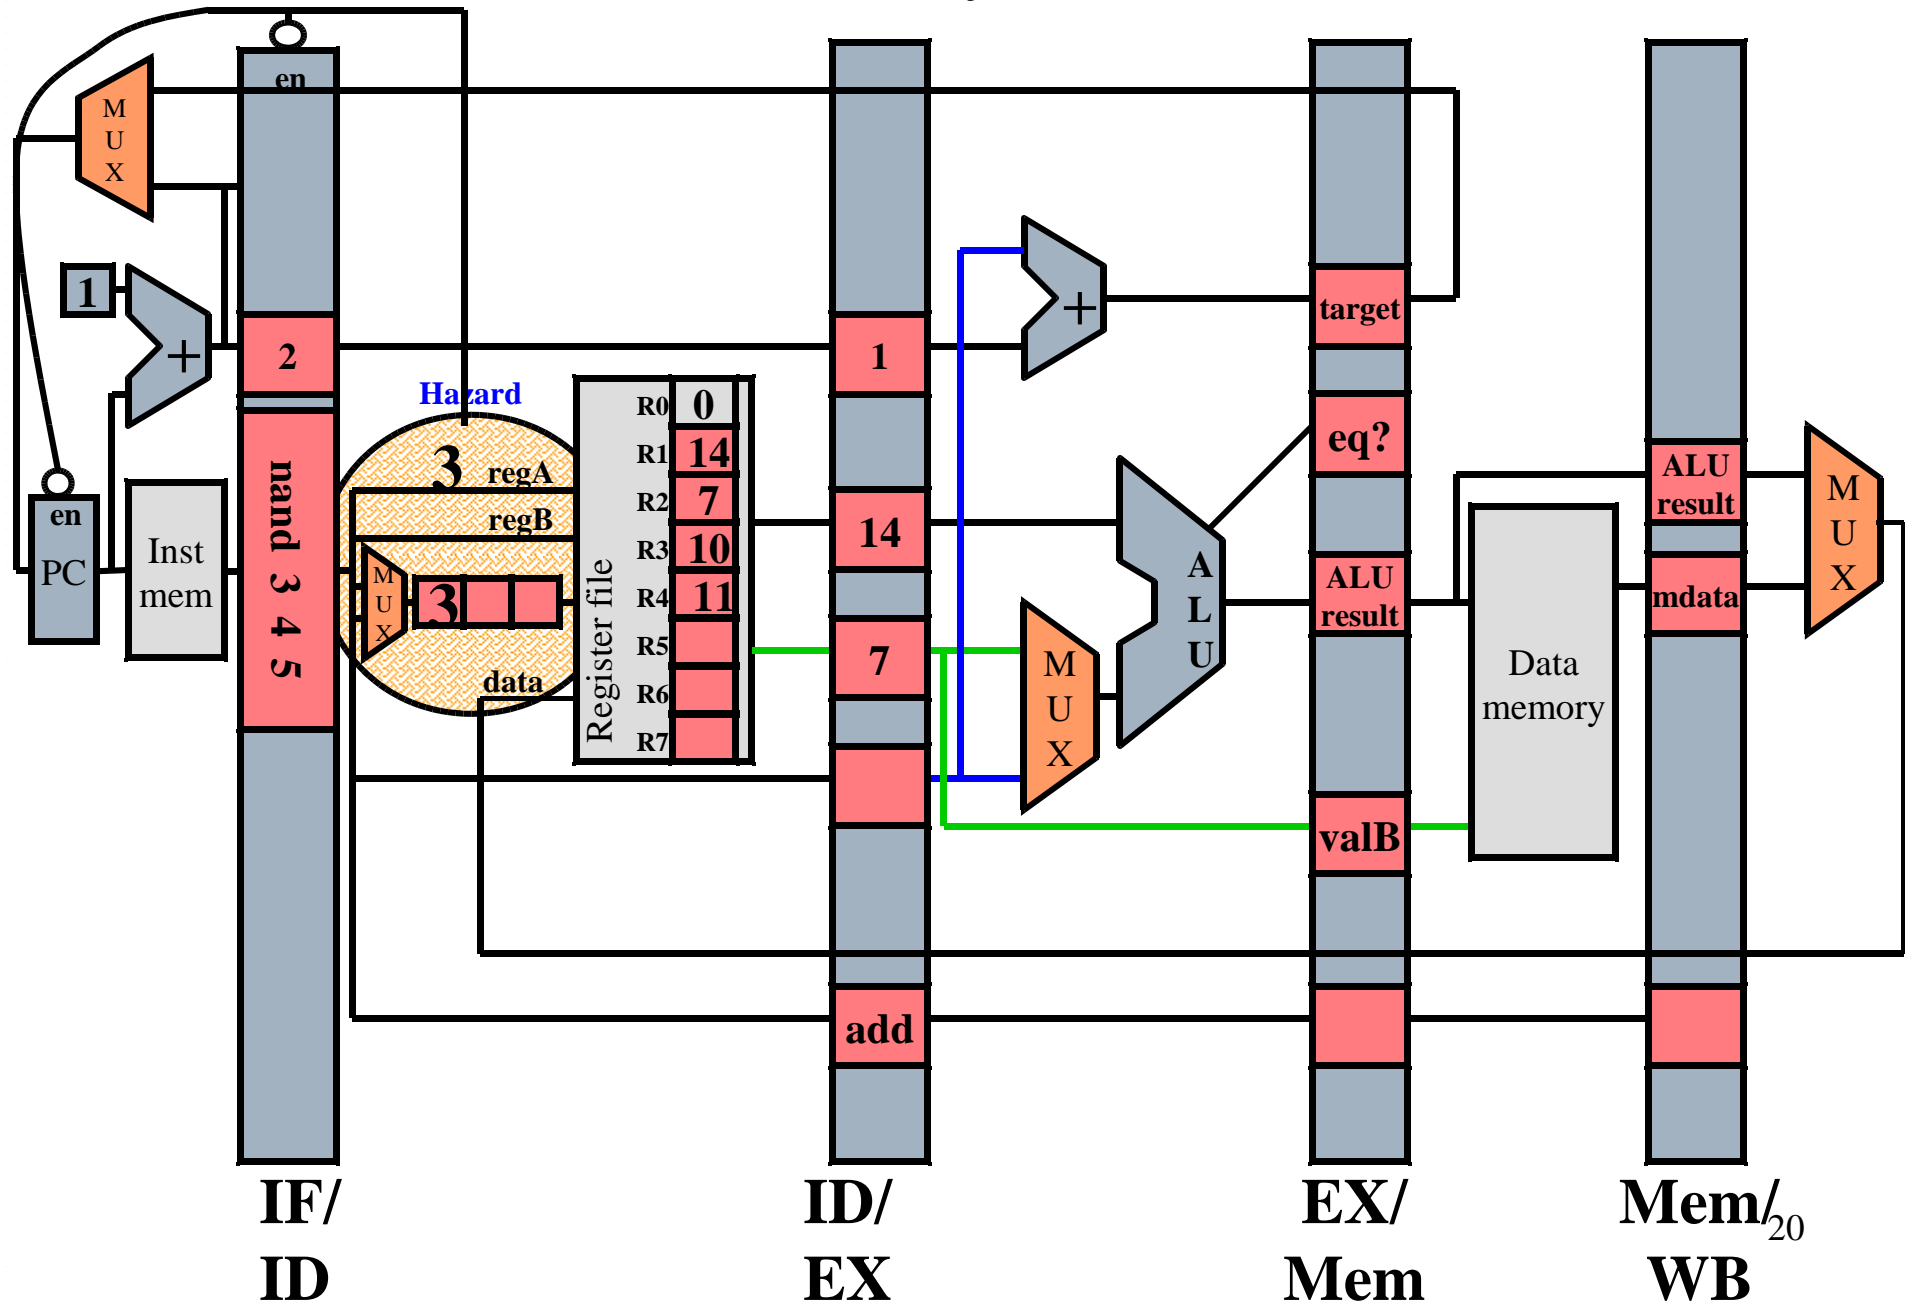 en
M
U
X
1
+
2
nand 3 4 5
en
PC
Inst
mem
Hazard
3
regA
regB
M
U
X
3
data
Register file
R0 0
R1 14
R2 7
R3 10
R4 11
R5
R6
R7
1
14
7
add
+
M
U
X
A
L
U
target
eq?
ALU
result
valB
Data
memory
ALU
result
mdata
M
U
X
IF/
ID
ID/
EX
EX/
Mem
Mem/
WB
20